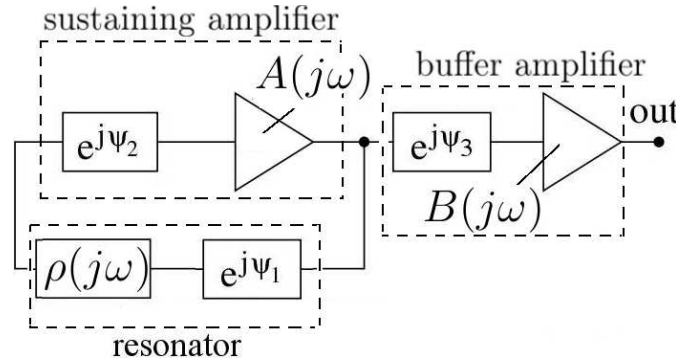 sustaining amplifier
A(jω)
buffer amplifier
out
e^jψ₂
e^jψ₃
B(jω)
ρ(jω)
e^jψ₁
resonator